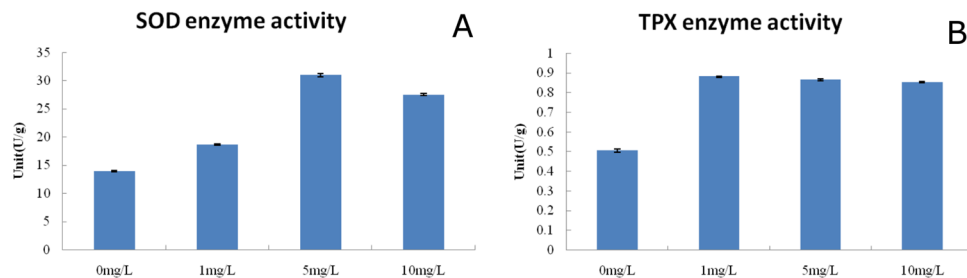 SOD enzyme activity
A
Unit(U/g)
35
30
25
20
15
10
5
0
0mg/L
1mg/L
5mg/L
10mg/L
TPX enzyme activity
B
Unit(U/g)
1
0.9
0.8
0.7
0.6
0.5
0.4
0.3
0.2
0.1
0
0mg/L
1mg/L
5mg/L
10mg/L